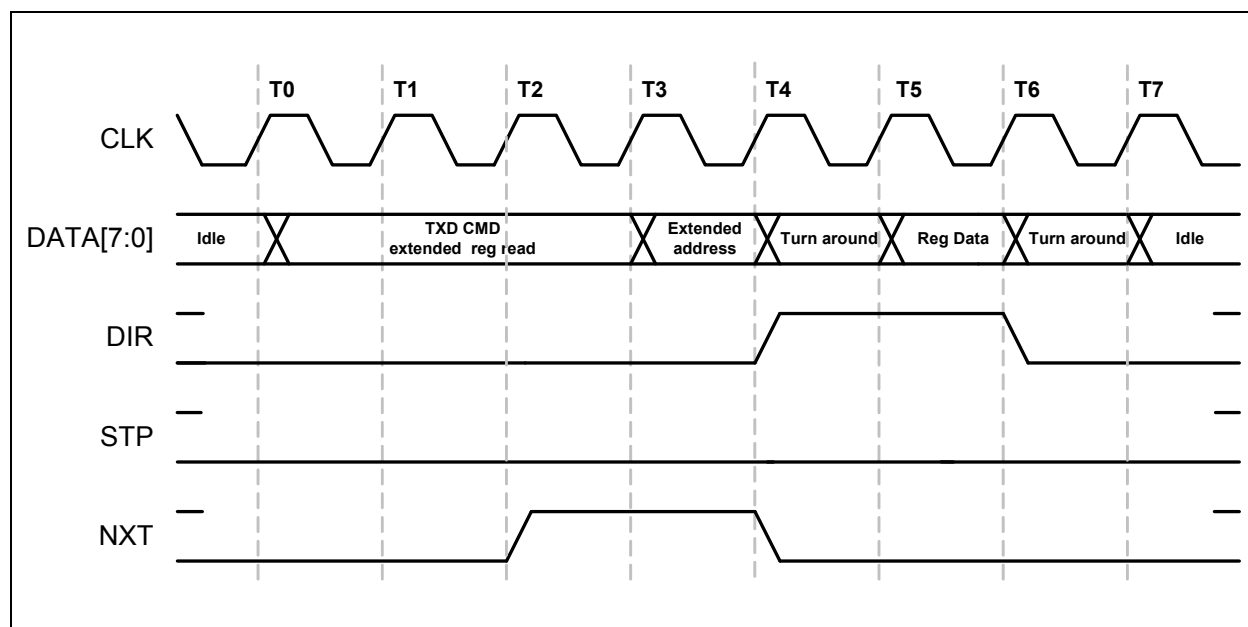 T0 T1 T2 T3 T4 T5 T6 T7
CLK
DATA[7:0]
Idle
TXD CMD
extended reg read
Extended
address
Turn around
Reg Data
Turn around
Idle
DIR
STP
NXT